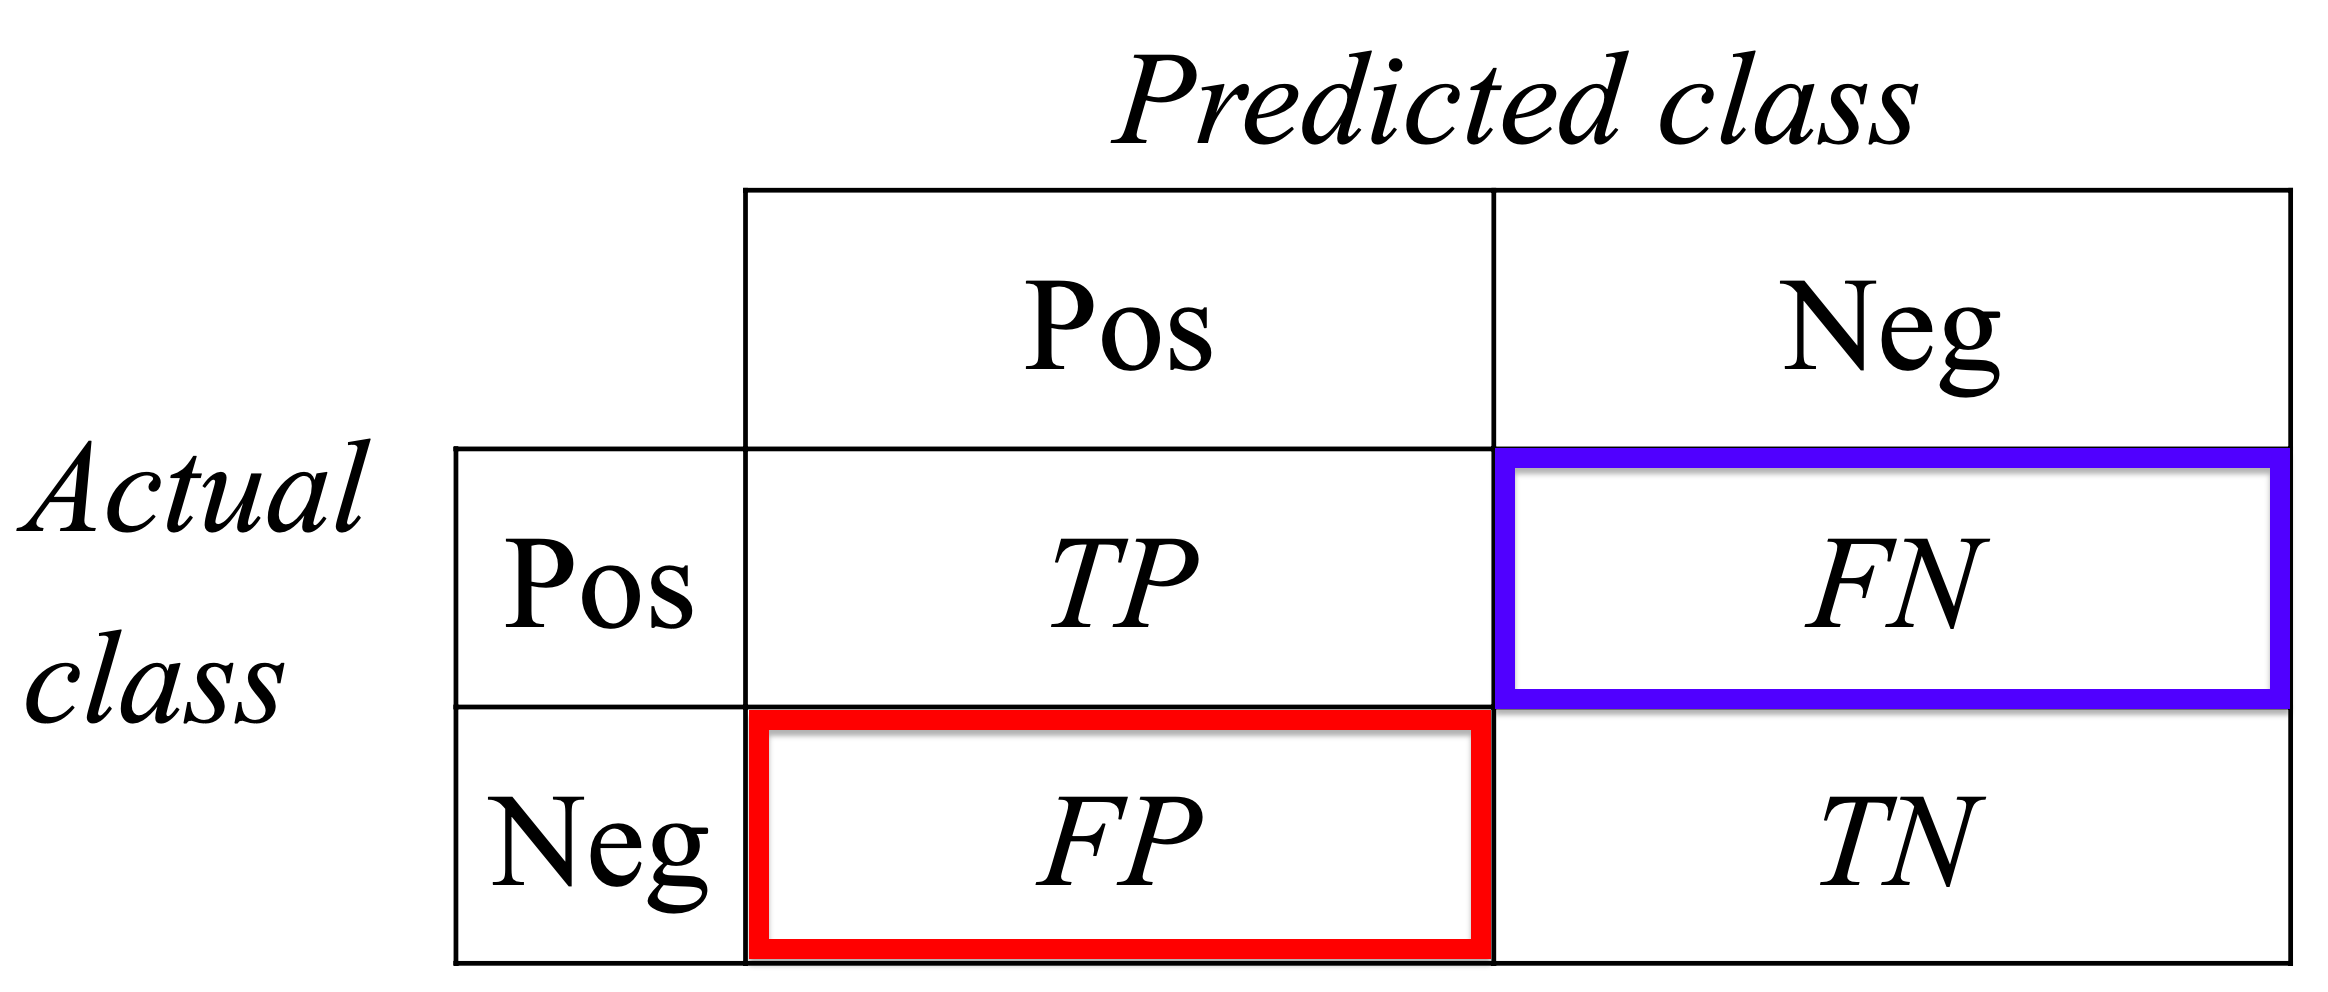 Predicted class
Pos Neg
Actual
class
Pos TP FN
Neg FP TN